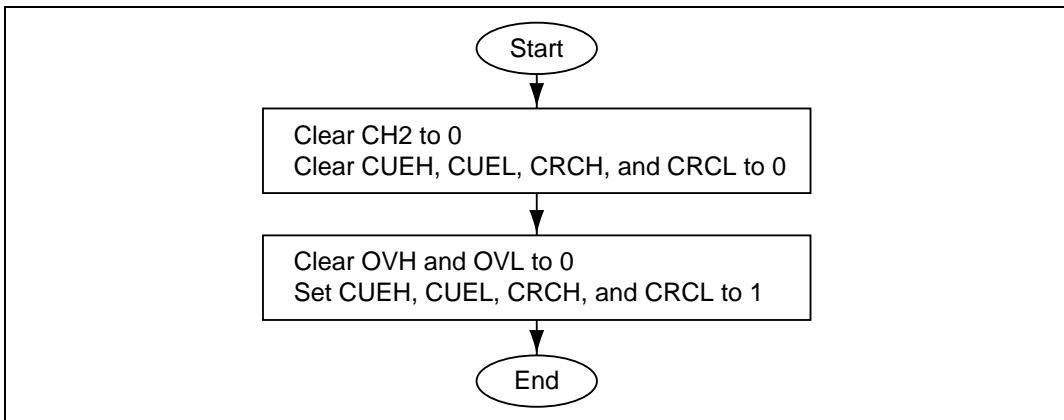 Start
Clear CH2 to 0
Clear CUEH, CUEL, CRCH, and CRCL to 0
Clear OVH and OVL to 0
Set CUEH, CUEL, CRCH, and CRCL to 1
End